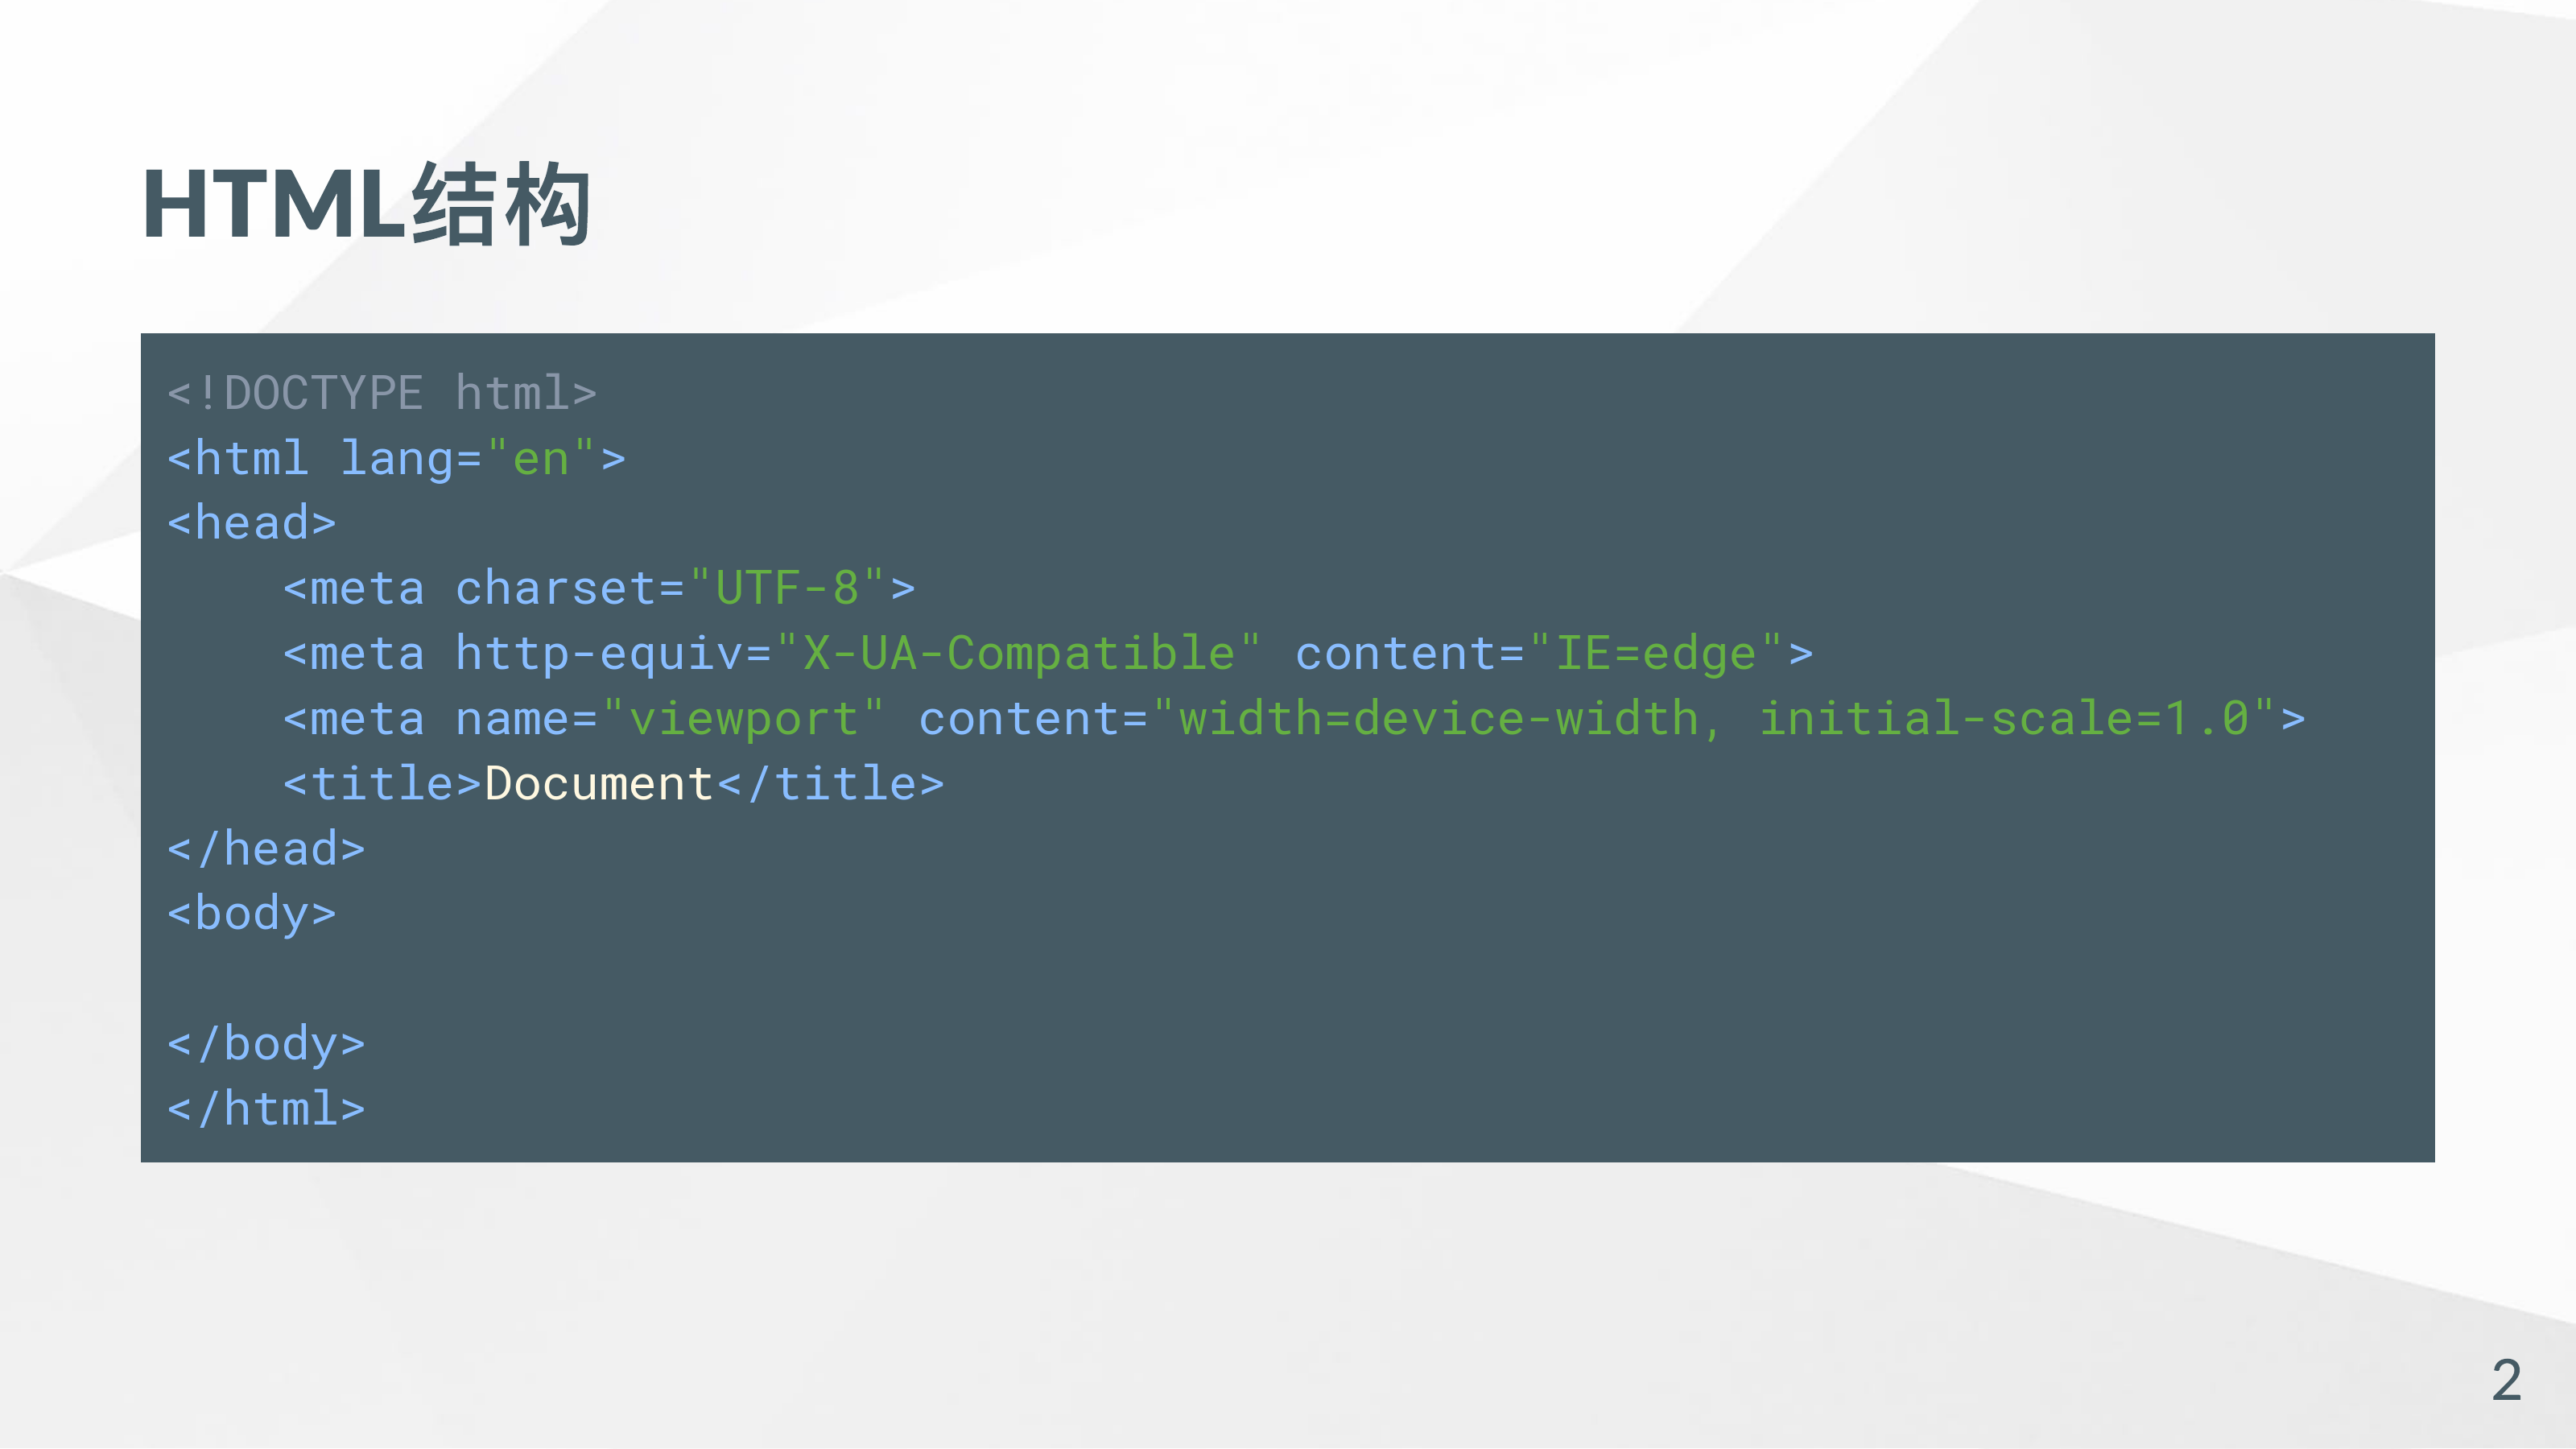 HTML结构
<!DOCTYPE html>
<html lang="en">
<head>
    <meta charset="UTF-8">
    <meta http-equiv="X-UA-Compatible" content="IE=edge">
    <meta name="viewport" content="width=device-width, initial-scale=1.0">
    <title>Document</title>
</head>
<body>

</body>
</html>
2